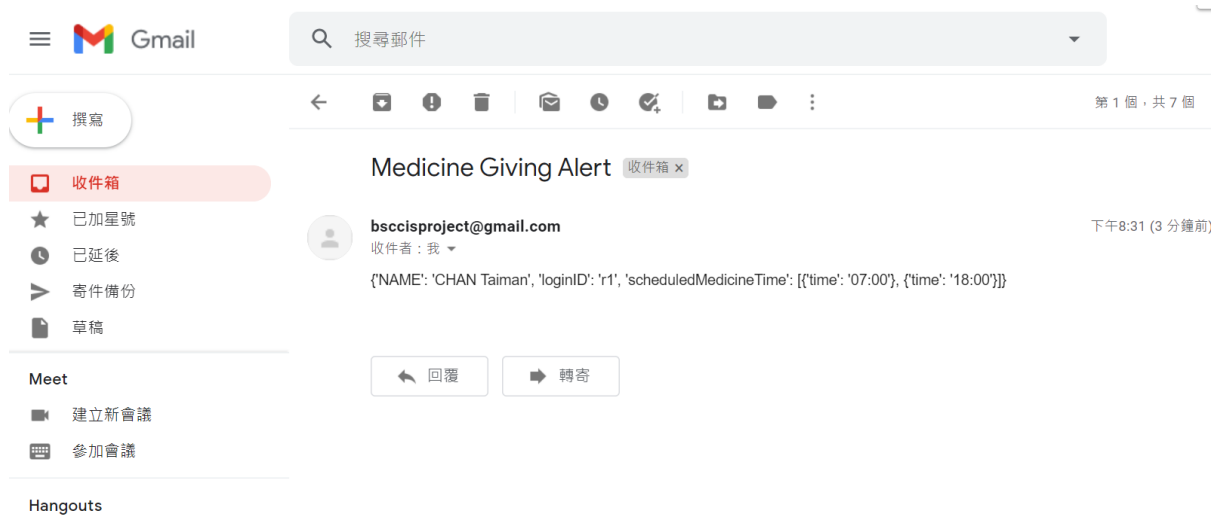 Gmail
搜尋郵件
撰寫
第 1 個，共 7 個
Medicine Giving Alert 收件箱 x
收件箱
已加星號
已延後
寄件備份
草稿
bsccisproject@gmail.com
下午8:31 (3 分鐘前)
收件者：我
{'NAME': 'CHAN Taiman', 'loginID': 'r1', 'scheduledMedicineTime': [{'time': '07:00'}, {'time': '18:00'}]}
回覆
轉寄
Meet
建立新會議
參加會議
Hangouts